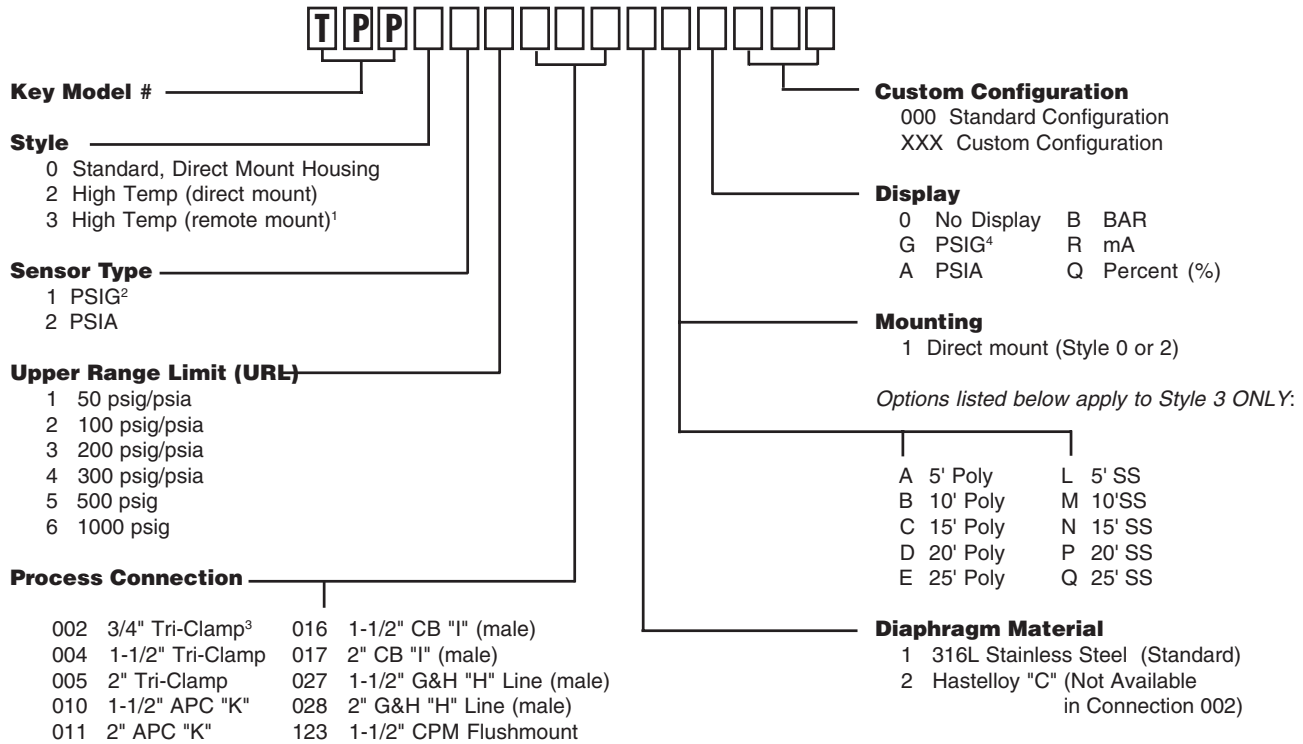 TPP
Key Model #
Style
0 Standard, Direct Mount Housing
2 High Temp (direct mount)
3 High Temp (remote mount)¹
Sensor Type
1 PSIG²
2 PSIA
Upper Range Limit (URL)
1 50 psig/psia
2 100 psig/psia
3 200 psig/psia
4 300 psig/psia
5 500 psig
6 1000 psig
Process Connection
002 3/4" Tri-Clamp³
004 1-1/2" Tri-Clamp
005 2" Tri-Clamp
010 1-1/2" APC "K"
011 2" APC "K"
016 1-1/2" CB "I" (male)
017 2" CB "I" (male)
027 1-1/2" G&H "H" Line (male)
028 2" G&H "H" Line (male)
123 1-1/2" CPM Flushmount
Custom Configuration
000 Standard Configuration
XXX Custom Configuration
Display
0 No Display
G PSIG⁴
A PSIA
B BAR
R mA
Q Percent (%)
Mounting
1 Direct mount (Style 0 or 2)
Options listed below apply to Style 3 ONLY:
A 5' Poly
B 10' Poly
C 15' Poly
D 20' Poly
E 25' Poly
L 5' SS
M 10'SS
N 15' SS
P 20' SS
Q 25' SS
Diaphragm Material
1 316L Stainless Steel (Standard)
2 Hastelloy "C" (Not Available
in Connection 002)